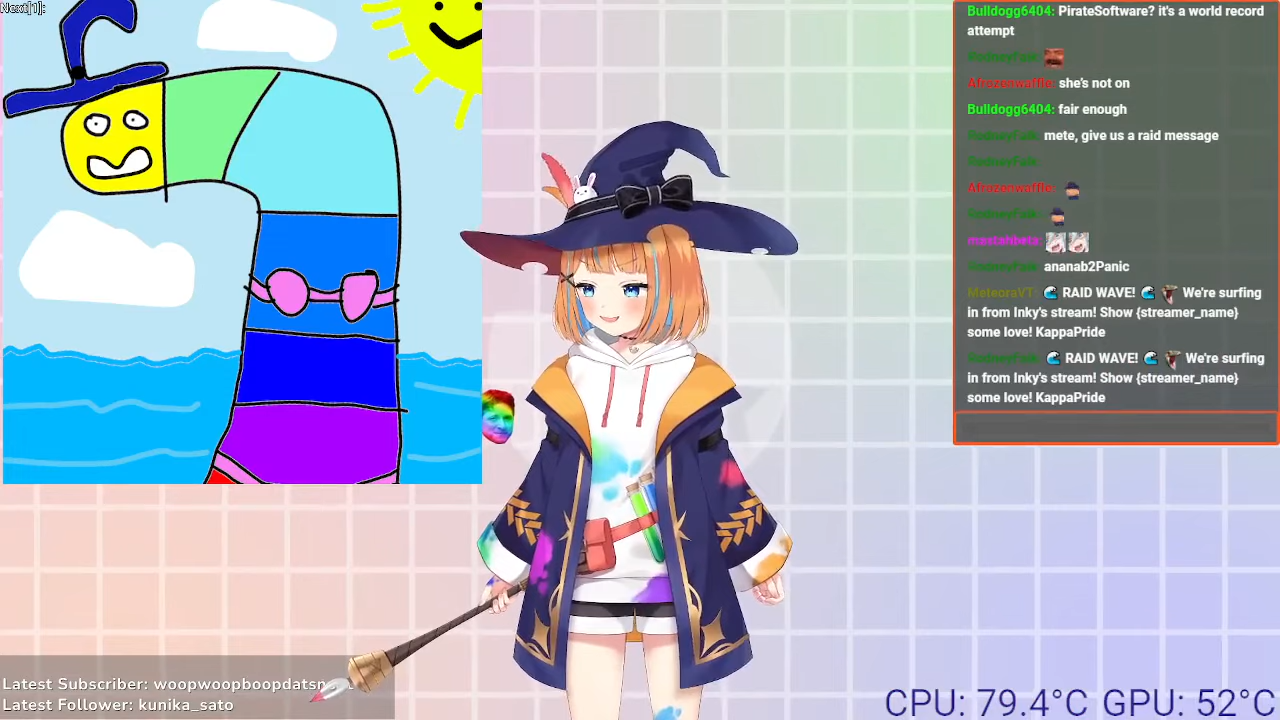 Next[1]:
Bulldogg6404: PirateSoftware? it's a world record
attempt
RodneyFalk:
Afrozenwaffle: she's not on
Bulldogg6404: fair enough
RodneyFalk: mete, give us a raid message
RodneyFalk:
Afrozenwaffle:
RodneyFalk:
RodneyFalk: ananab2Panic
MeteoraVT: 🌊 RAID WAVE! 🌊 We're surfing
in from Inky's stream! Show {streamer_name}
some love! KappaPride
RodneyFalk: 🌊 RAID WAVE! 🌊 We're surfing
in from Inky's stream! Show {streamer_name}
some love! KappaPride
Latest Subscriber:
Latest Follower: kunika_sato
CPU: 79.4°C GPU: 52°C